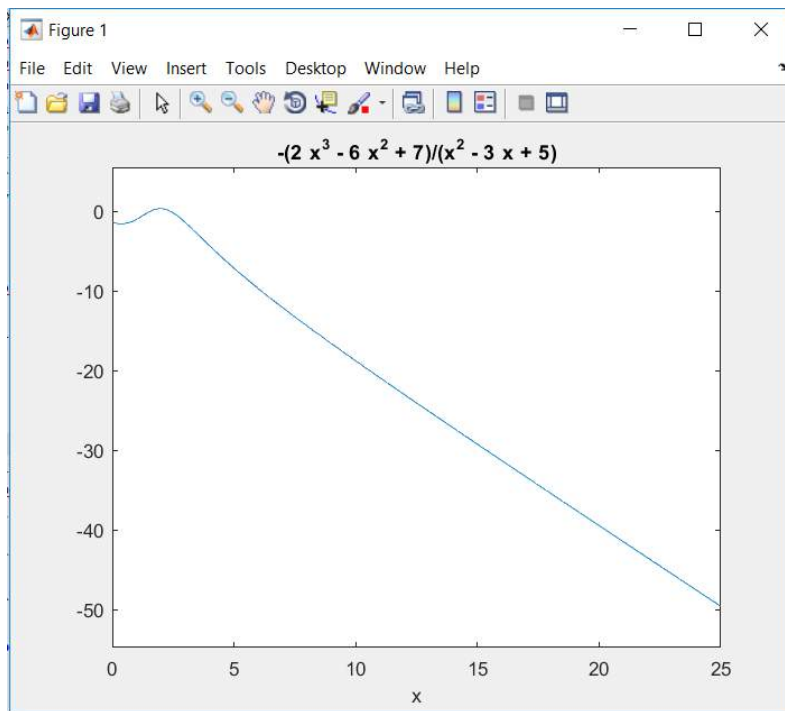 Figure 1
File Edit View Insert Tools Desktop Window Help
-(2 x³ - 6 x² + 7)/(x² - 3 x + 5)
0
-10
-20
-30
-40
-50
0 5 10 15 20 25
x